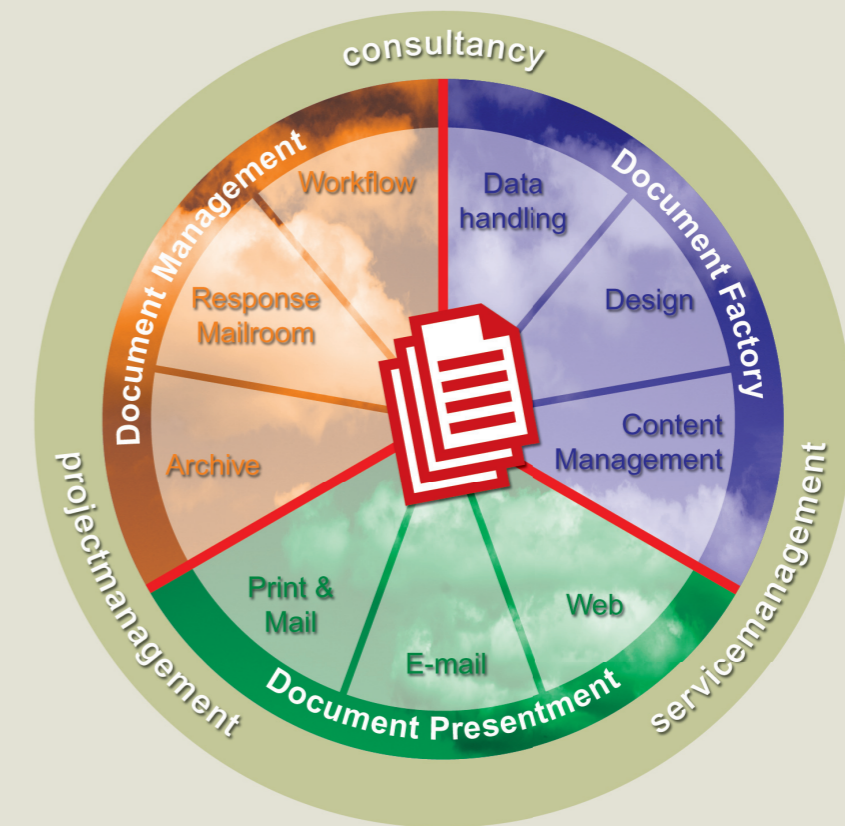 consultancy
Document Management
Document Factory
Workflow
Data
handling
Response
Mailroom
Design
Archive
Content
Management
Print &
Mail
E-mail
Web
Document Presentment
projectmanagement
servicemanagement